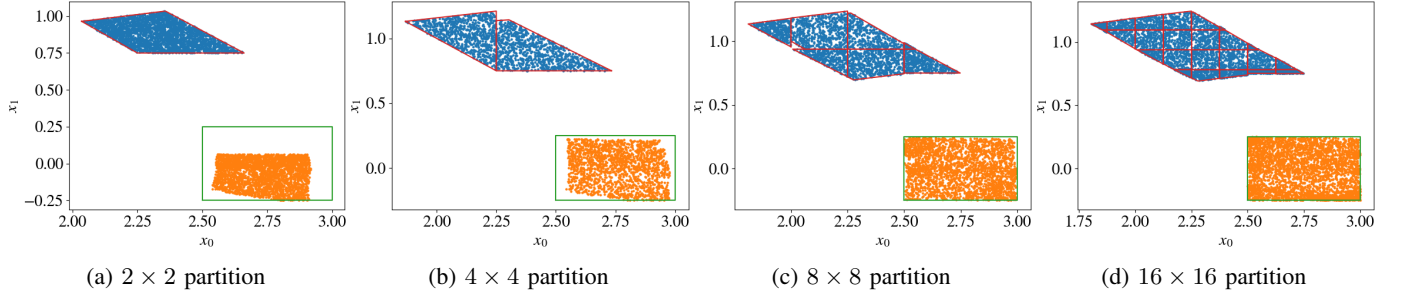 1.00
0.75
0.50
0.25
0.00
−0.25
x₁
2.00 2.25 2.50 2.75 3.00
x₀
(a) 2 × 2 partition
1.0
0.5
0.0
x₁
2.00 2.25 2.50 2.75 3.00
x₀
(b) 4 × 4 partition
1.0
0.5
0.0
x₁
2.00 2.25 2.50 2.75 3.00
x₀
(c) 8 × 8 partition
1.0
0.5
0.0
x₁
1.75 2.00 2.25 2.50 2.75 3.00
x₀
(d) 16 × 16 partition